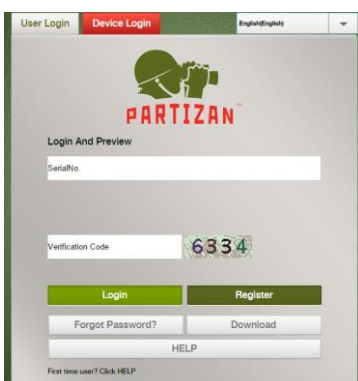 User Login Device Login English(English)
PARTIZAN™
Login And Preview
SerialNo.
Verification Code 6334
Login Register
Forgot Password? Download
HELP
First time user? Click HELP